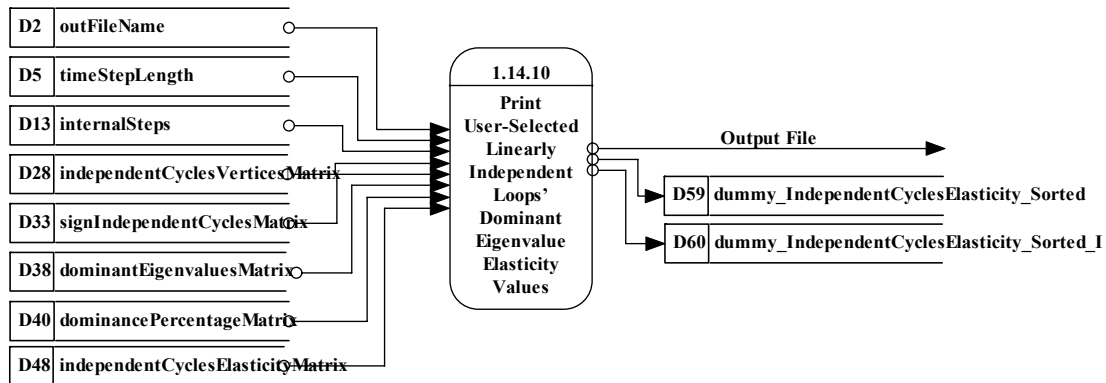 D2 outFileName
D5 timeStepLength
D13 internalSteps
D28 independentCyclesVerticesMatrix
D33 signIndependentCyclesMatrix
D38 dominantEigenvaluesMatrix
D40 dominancePercentageMatrix
D48 independentCyclesElasticityMatrix
1.14.10
Print
User-Selected
Linearly
Independent
Loops’
Dominant
Eigenvalue
Elasticity
Values
Output File
D59 dummy_IndependentCyclesElasticity_Sorted
D60 dummy_IndependentCyclesElasticity_Sorted_I